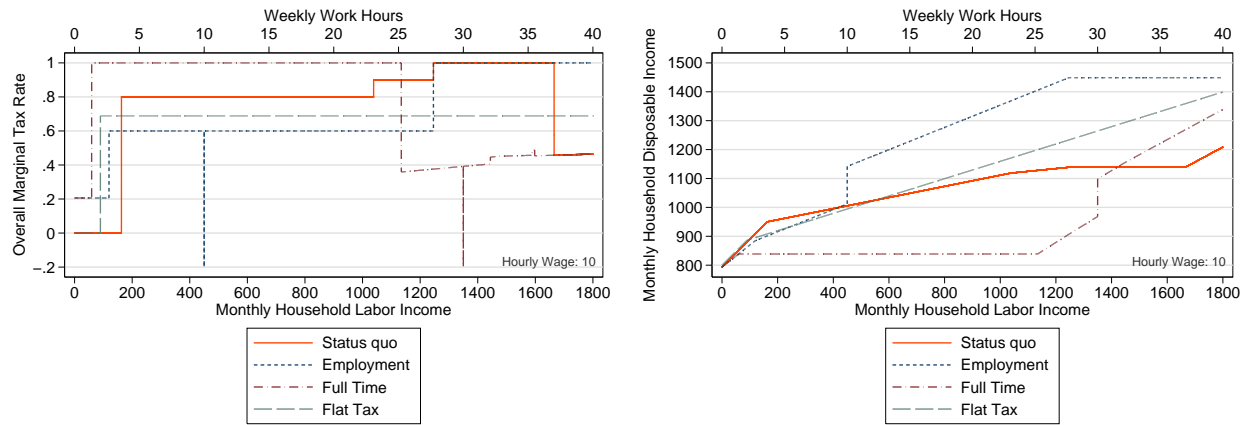 Weekly Work Hours
0 5 10 15 20 25 30 35 40
Overall Marginal Tax Rate
1
.8
.6
.4
.2
0
-.2
Hourly Wage: 10
0 200 400 600 800 1000 1200 1400 1600 1800
Monthly Household Labor Income
Status quo
Employment
Full Time
Flat Tax
Weekly Work Hours
0 5 10 15 20 25 30 35 40
Monthly Household Disposable Income
1500
1400
1300
1200
1100
1000
900
800
Hourly Wage: 10
0 200 400 600 800 1000 1200 1400 1600 1800
Monthly Household Labor Income
Status quo
Employment
Full Time
Flat Tax